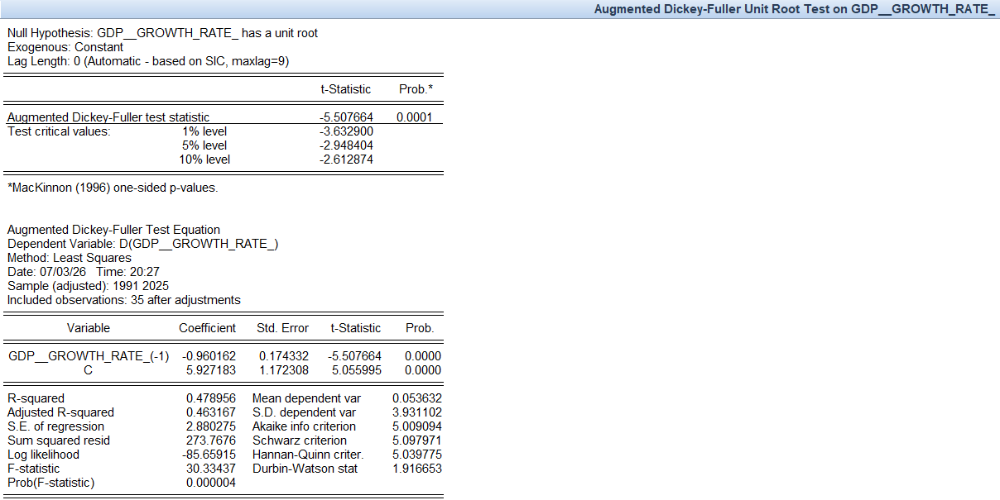 Augmented Dickey-Fuller Unit Root Test on GDP__GROWTH_RATE_
Null Hypothesis: GDP__GROWTH_RATE_ has a unit root
Exogenous: Constant
Lag Length: 0 (Automatic - based on SIC, maxlag=9)
t-Statistic Prob.*
Augmented Dickey-Fuller test statistic -5.507664 0.0001
Test critical values: 1% level -3.632900
5% level -2.948404
10% level -2.612874
*MacKinnon (1996) one-sided p-values.
Augmented Dickey-Fuller Test Equation
Dependent Variable: D(GDP__GROWTH_RATE_)
Method: Least Squares
Date: 07/03/26 Time: 20:27
Sample (adjusted): 1991 2025
Included observations: 35 after adjustments
Variable Coefficient Std. Error t-Statistic Prob.
GDP__GROWTH_RATE_(-1) -0.960162 0.174332 -5.507664 0.0000
C 5.927183 1.172308 5.055995 0.0000
R-squared 0.478956 Mean dependent var 0.053632
Adjusted R-squared 0.463167 S.D. dependent var 3.931102
S.E. of regression 2.880275 Akaike info criterion 5.009094
Sum squared resid 273.7676 Schwarz criterion 5.097971
Log likelihood -85.65915 Hannan-Quinn criter. 5.039775
F-statistic 30.33437 Durbin-Watson stat 1.916653
Prob(F-statistic) 0.000004